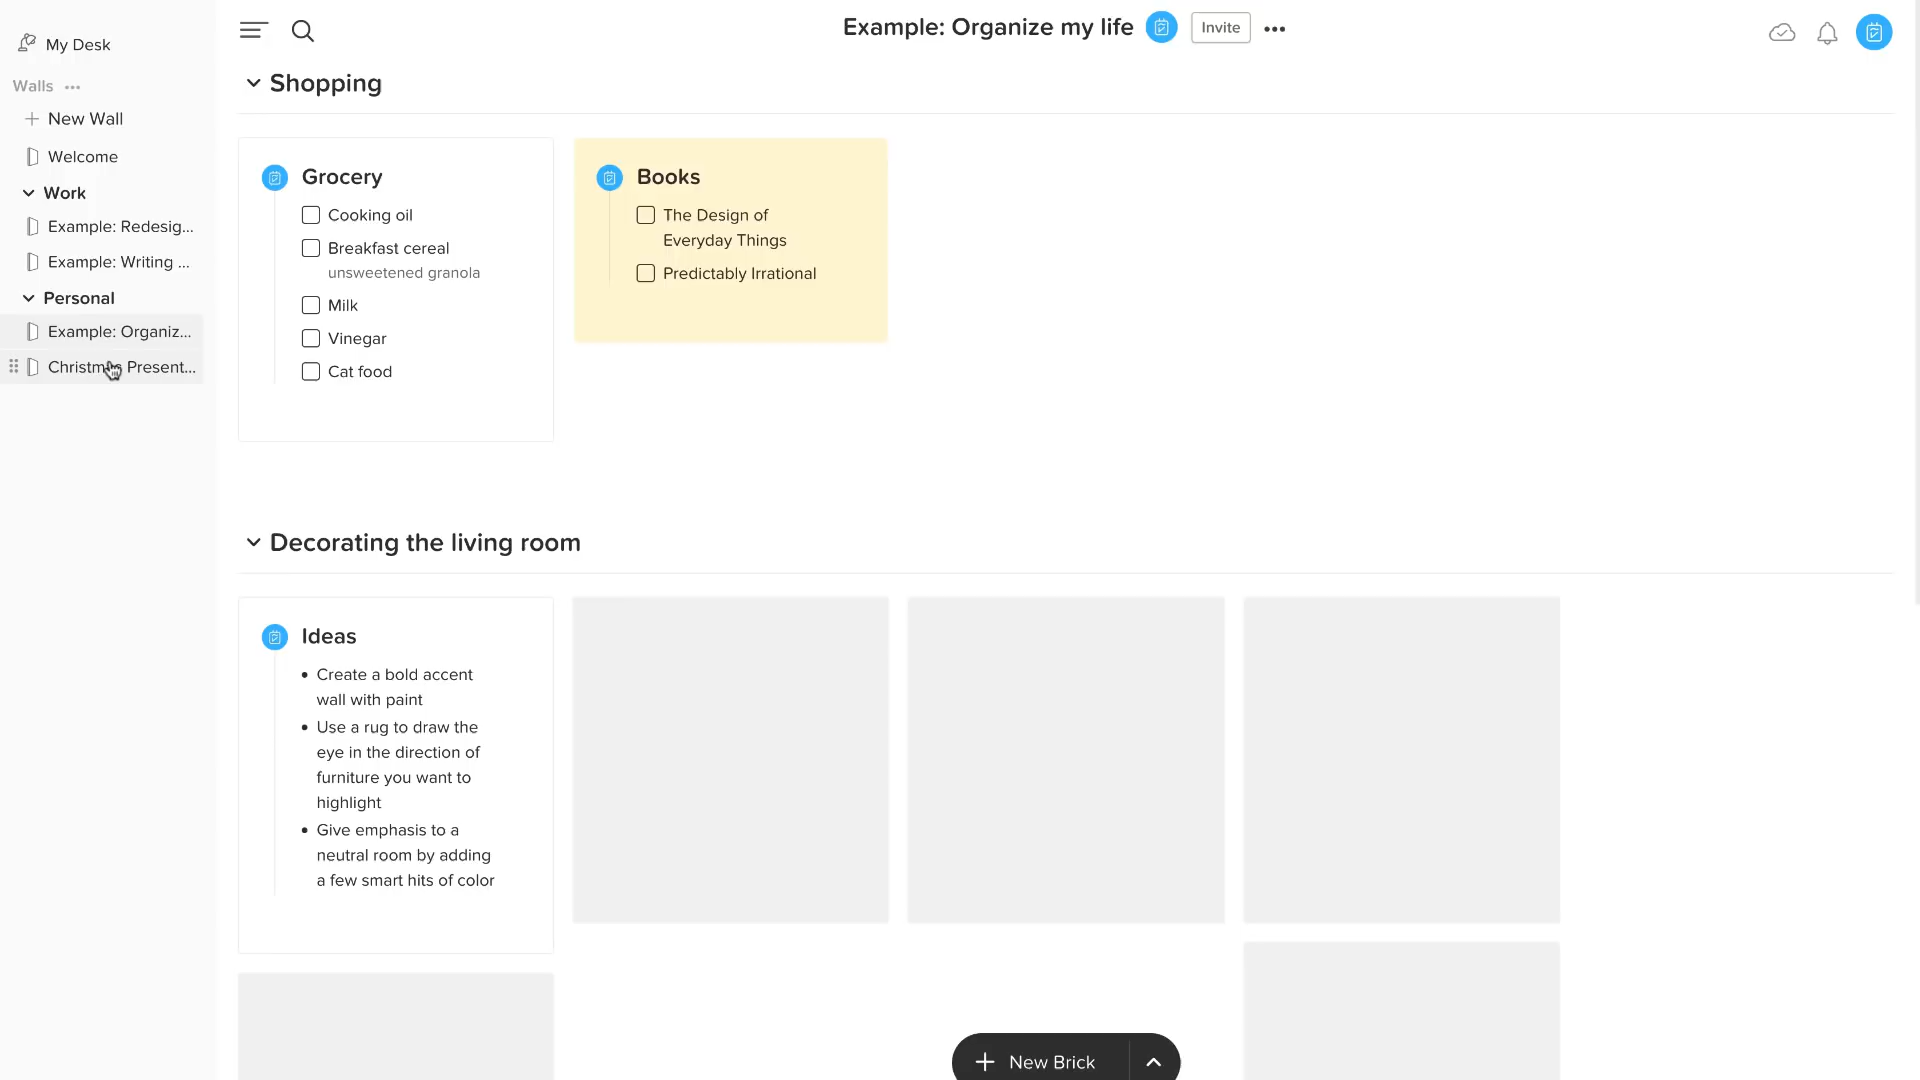 My Desk
Walls
New Wall
Welcome
Work
Example: Redesig...
Example: Writing ...
Personal
Example: Organiz...
Christm Present...
Example: Organize my life
Invite
Shopping
Grocery
Cooking oil
Breakfast cereal
unsweetened granola
Milk
Vinegar
Cat food
Books
The Design of
Everyday Things
Predictably Irrational
Decorating the living room
Ideas
• Create a bold accent
wall with paint
• Use a rug to draw the
eye in the direction of
furniture you want to
highlight
• Give emphasis to a
neutral room by adding
a few smart hits of color
New Brick